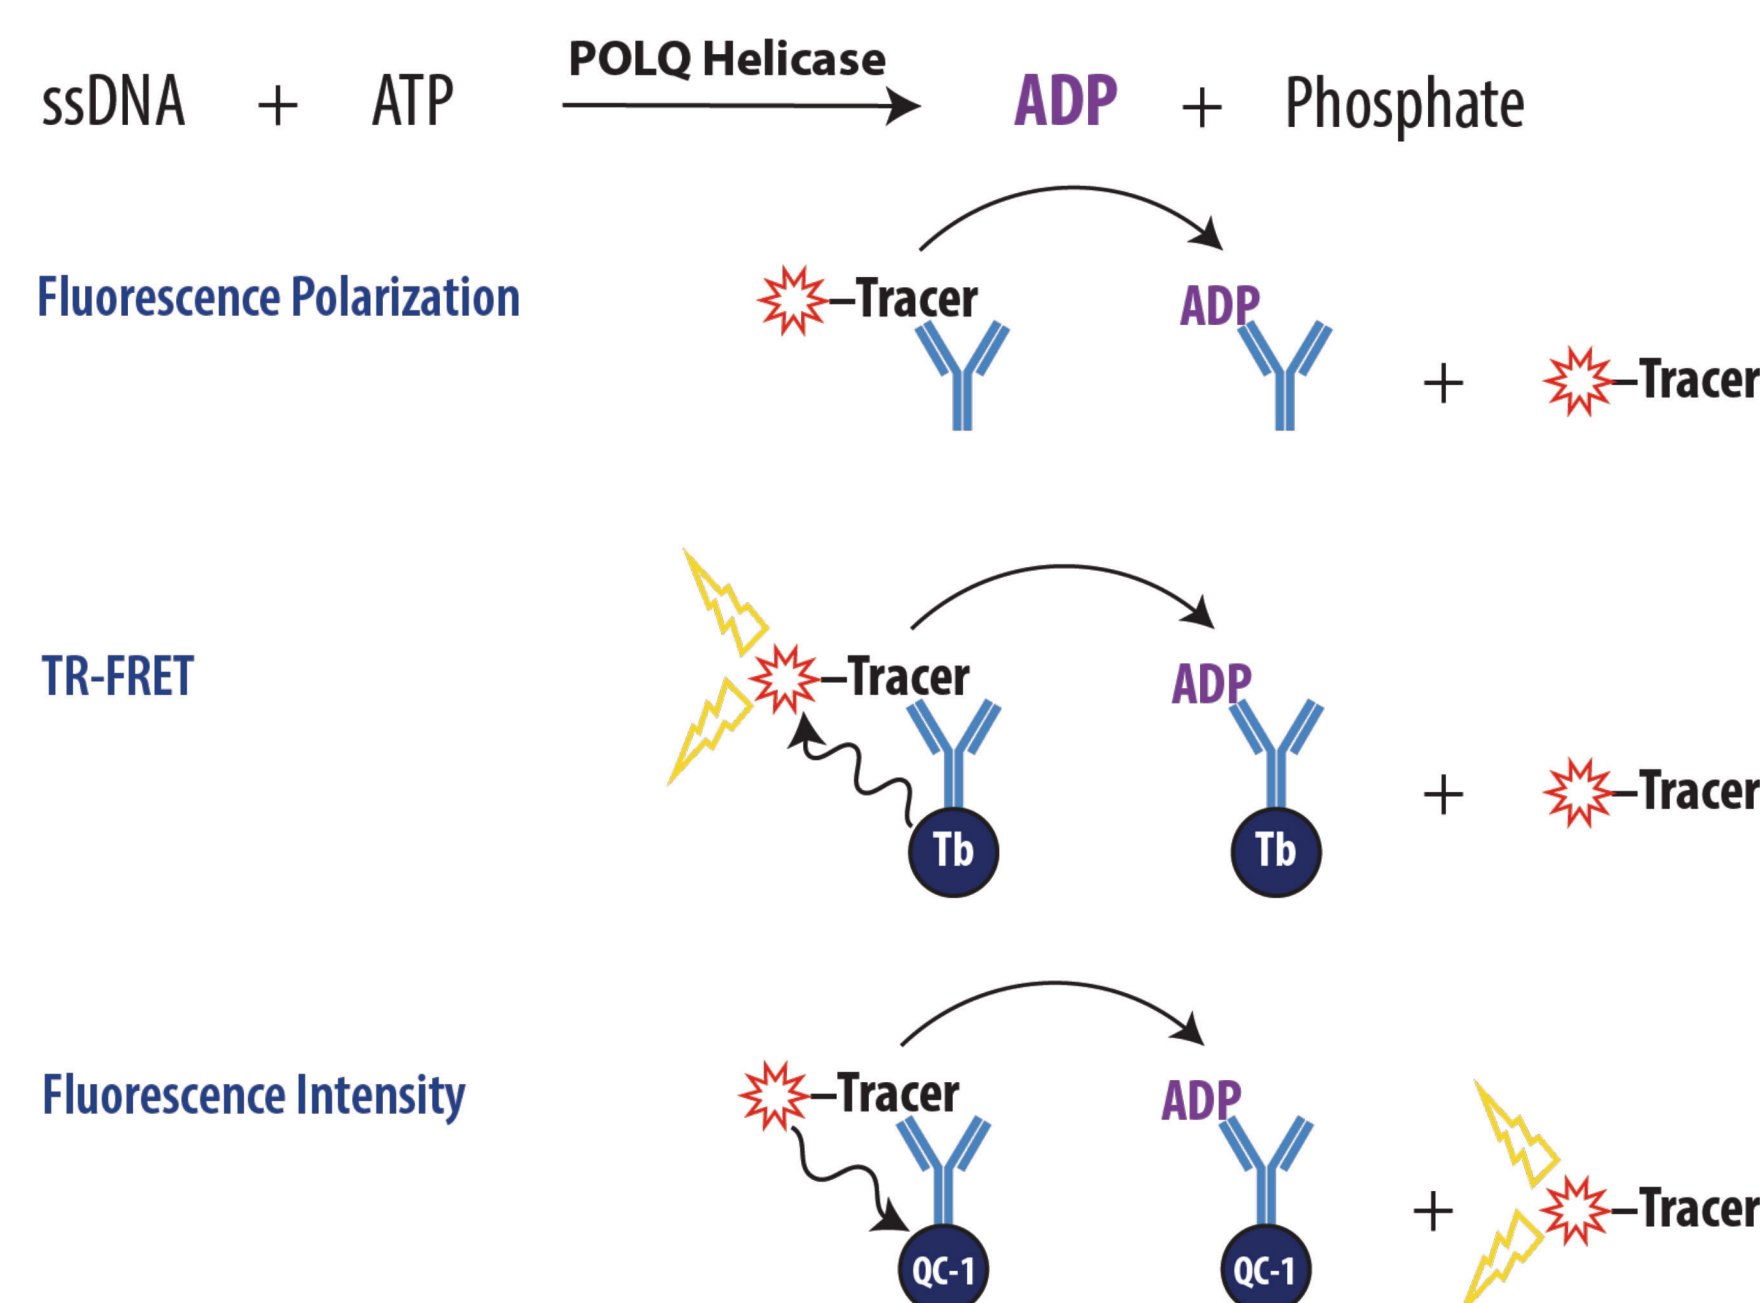 POLQ Helicase
ssDNA + ATP ADP + Phosphate
Fluorescence Polarization
–Tracer
ADP
+ –Tracer
TR-FRET
–Tracer
ADP
+ –Tracer
Tb
Tb
Fluorescence Intensity
–Tracer
ADP
+ –Tracer
QC-1
QC-1